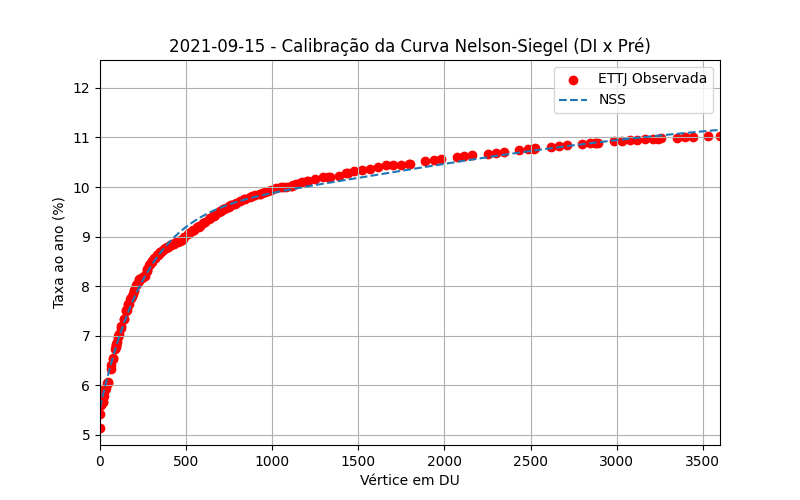 2021-09-15 - Calibração da Curva Nelson-Siegel (DI x Pré)
ETTJ Observada
NSS
Taxa ao ano (%)
12
11
10
9
8
7
6
5
0 500 1000 1500 2000 2500 3000 3500
Vértice em DU